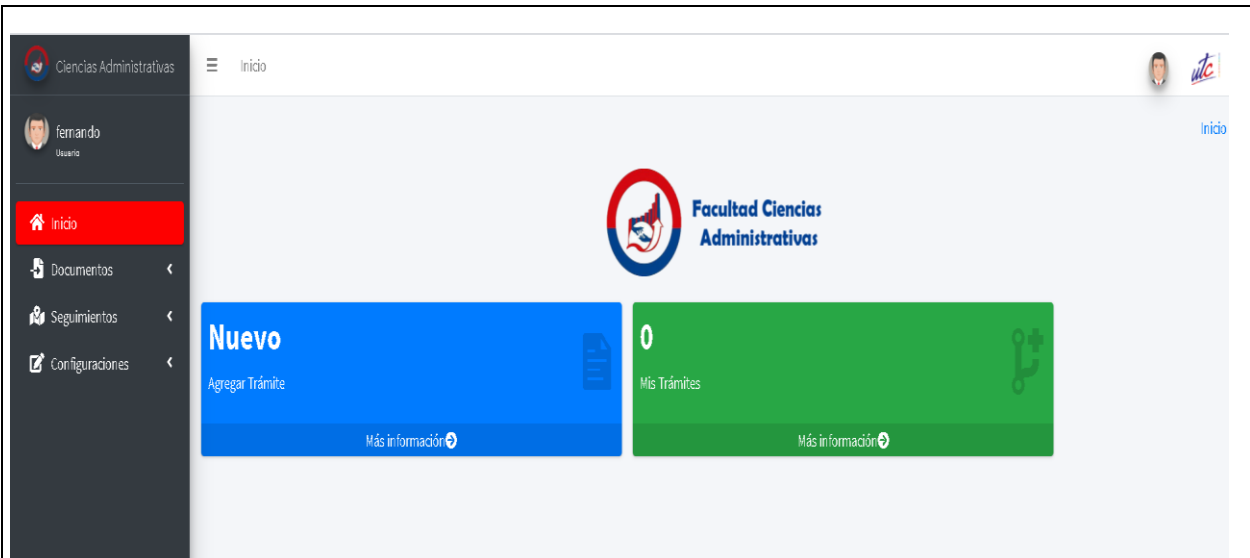 Ciencias Administrativas
Inicio
utc
fernando
Usuario
Inicio
Inicio
Documentos
Seguimientos
Configuraciones
Facultad Ciencias
Administrativas
Nuevo
Agregar Trámite
Más información
0
Mis Trámites
Más información